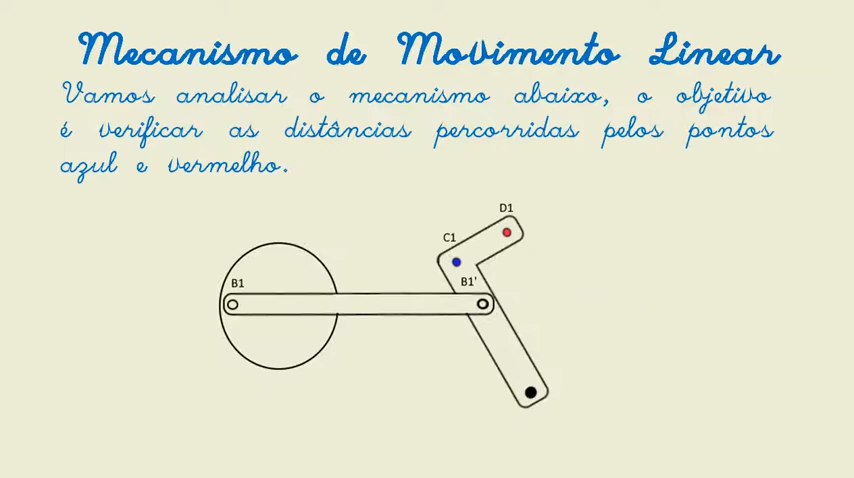 Mecanismo de Movimento Linear
Vamos analisar o mecanismo abaixo, o objetivo
é verificar as distâncias percorridas pelos pontos
azul e vermelho.
D1
C1
B1
B1'